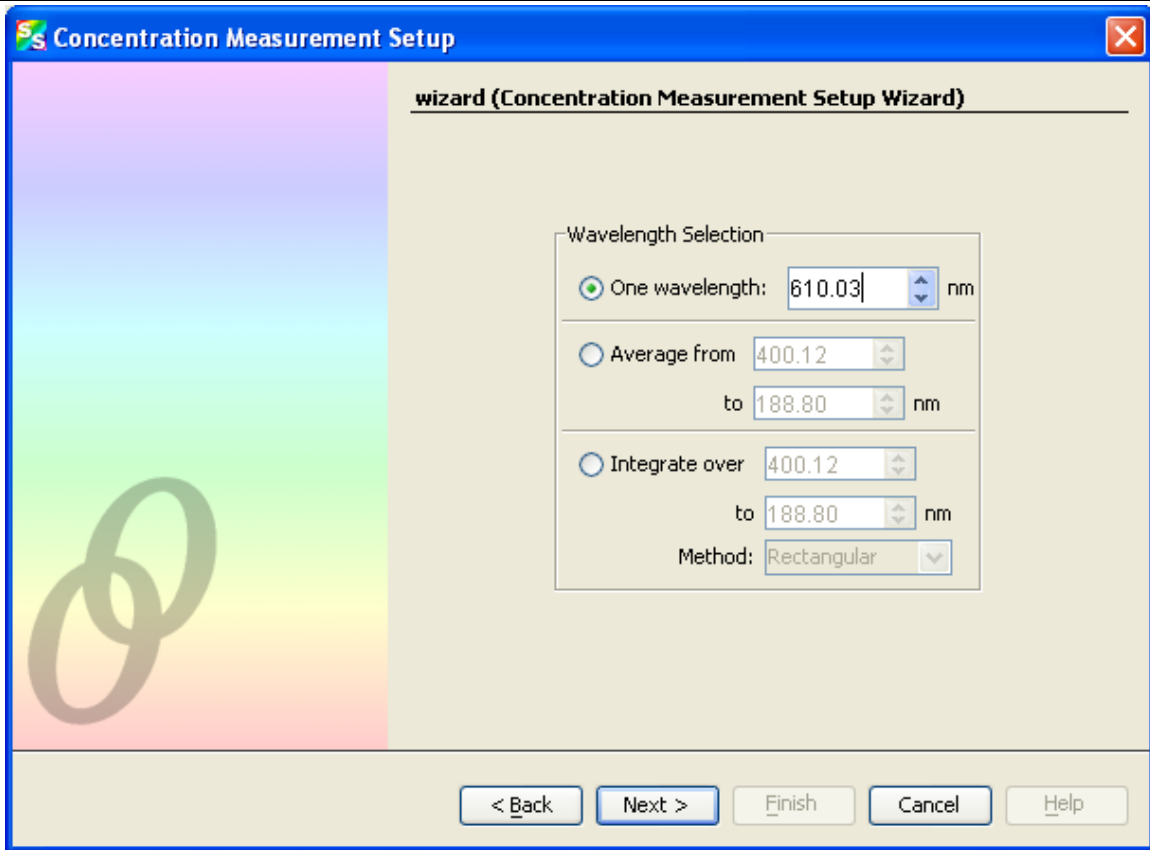 Concentration Measurement Setup
wizard (Concentration Measurement Setup Wizard)
Wavelength Selection
One wavelength: 610.03 nm
Average from 400.12
to 188.80 nm
Integrate over 400.12
to 188.80 nm
Method: Rectangular
< Back Next > Finish Cancel Help